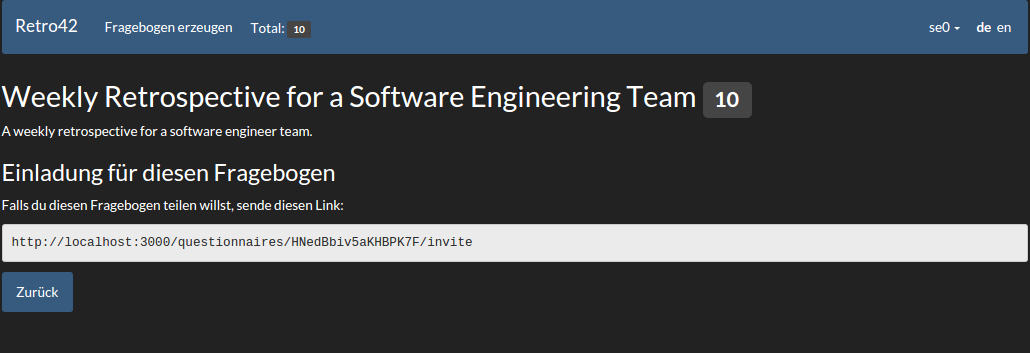 Retro42 Fragebogen erzeugen Total: 10 se0 de en
Weekly Retrospective for a Software Engineering Team 10
A weekly retrospective for a software engineer team.
Einladung für diesen Fragebogen
Falls du diesen Fragebogen teilen willst, sende diesen Link:
http://localhost:3000/questionnaires/HNedBbiv5aKHBPK7F/invite
Zurück